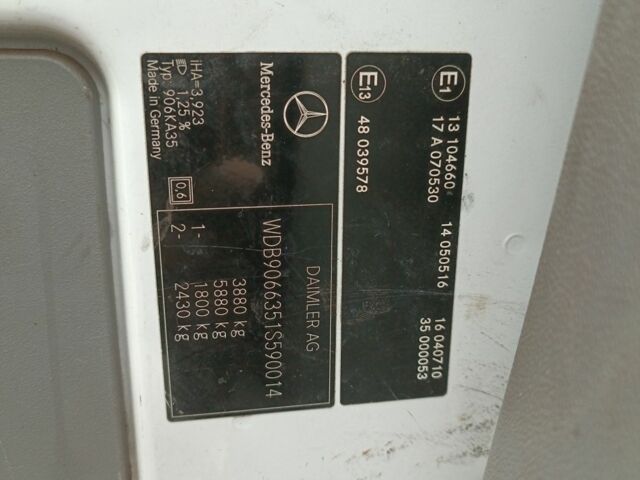 Mercedes-Benz
iHA=3,923
1,25 %
Typ: 906KA35
Made in Germany
0,6
DAIMLER AG
WDB9066351S590014
3880 kg
5880 kg
1- 1800 kg
2- 2430 kg
E1
13 104660 14 050516 16 040710
17 A 070530 35 000053
E13
48 039578